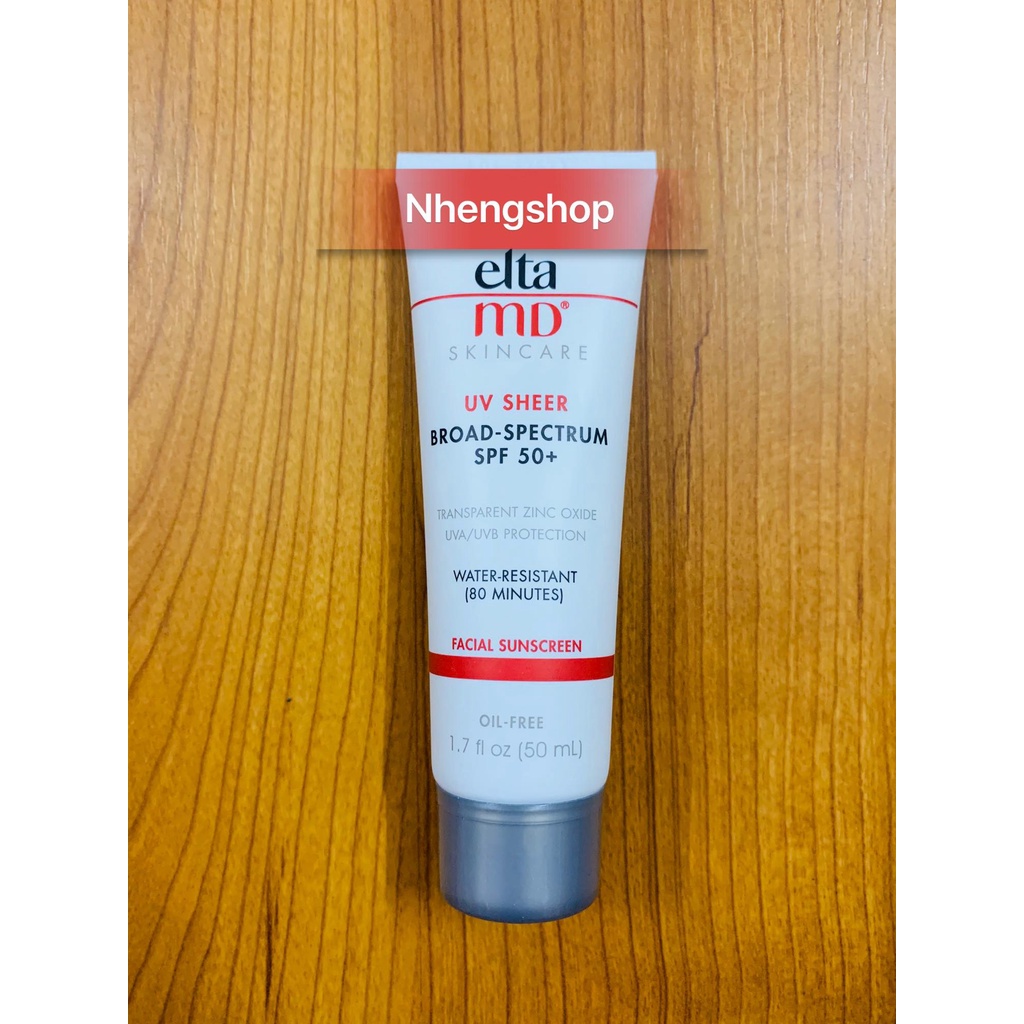 Nhengshop
elta
MD®
SKINCARE
UV SHEER
BROAD-SPECTRUM
SPF 50+
TRANSPARENT ZINC OXIDE
UVA/UVB PROTECTION
WATER-RESISTANT
(80 MINUTES)
FACIAL SUNSCREEN
OIL-FREE
1.7 fl oz (50 mL)